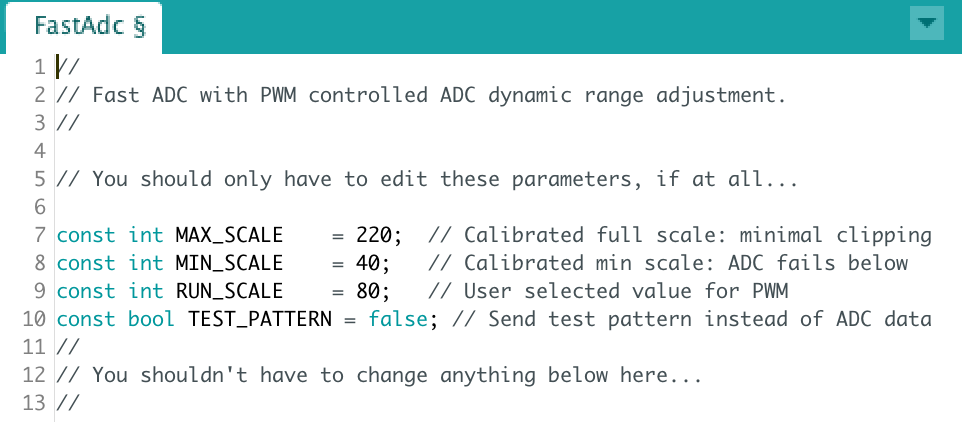 FastAdc §
1 //
2 // Fast ADC with PWM controlled ADC dynamic range adjustment.
3 //
4
5 // You should only have to edit these parameters, if at all...
6
7 const int MAX_SCALE    = 220;  // Calibrated full scale: minimal clipping
8 const int MIN_SCALE    = 40;   // Calibrated min scale: ADC fails below
9 const int RUN_SCALE    = 80;   // User selected value for PWM
10 const bool TEST_PATTERN = false; // Send test pattern instead of ADC data
11 //
12 // You shouldn't have to change anything below here...
13 //